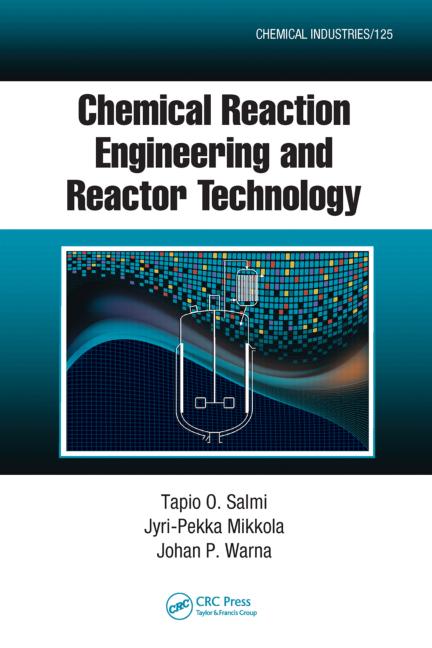 CHEMICAL INDUSTRIES/125
Chemical Reaction
Engineering and
Reactor Technology
Tapio O. Salmi
Jyri-Pekka Mikkola
Johan P. Warna
CRC
CRC Press
Taylor & Francis Group